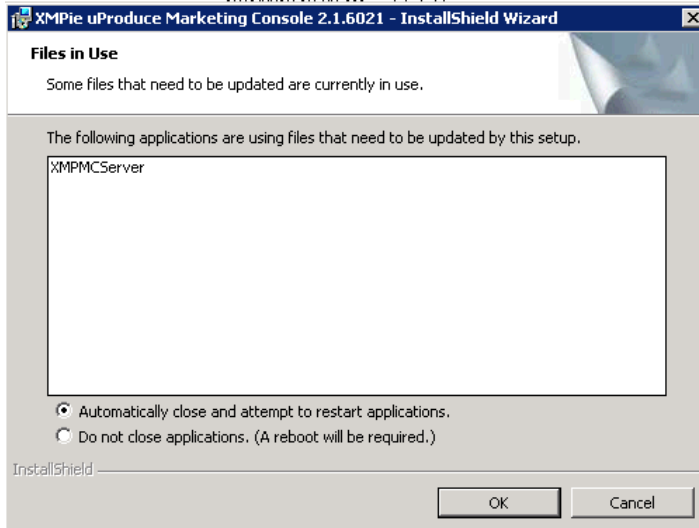 XMPie uProduce Marketing Console 2.1.6021 - InstallShield Wizard
Files in Use
Some files that need to be updated are currently in use.
The following applications are using files that need to be updated by this setup.
XMPMCServer
Automatically close and attempt to restart applications.
Do not close applications. (A reboot will be required.)
InstallShield
OK
Cancel